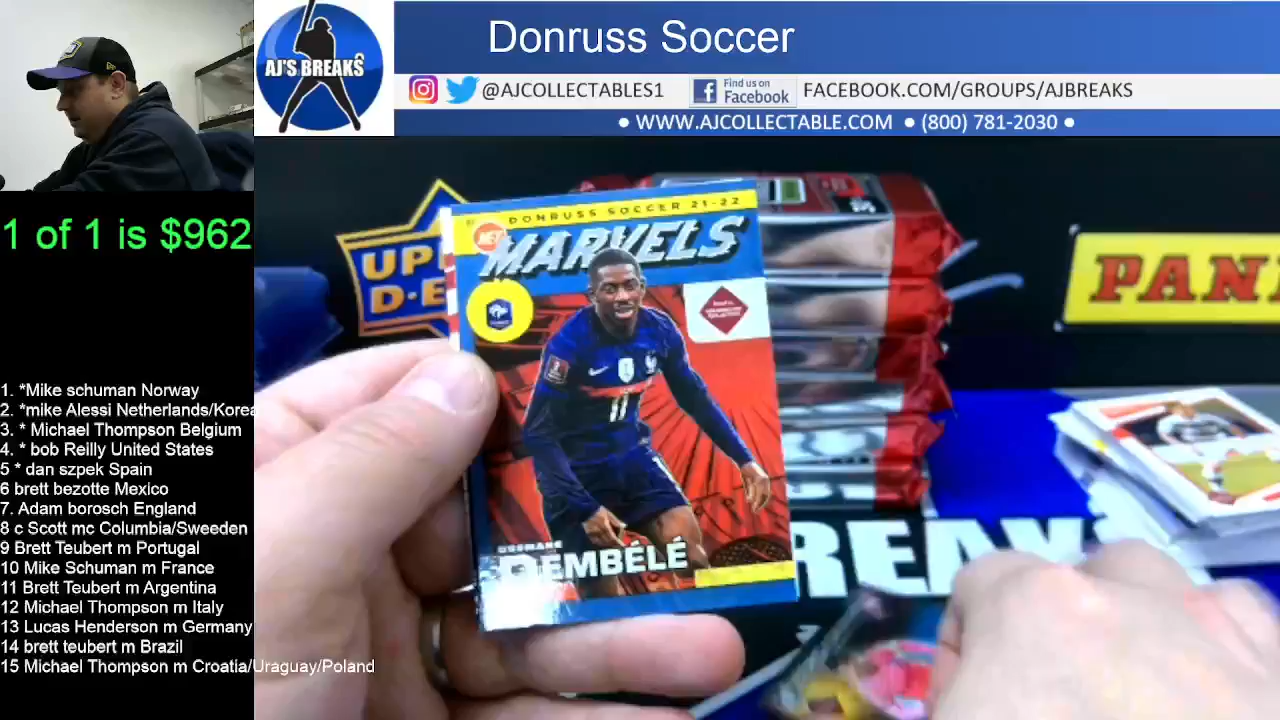 Donruss Soccer
AJ'S BREAKS
@AJCOLLECTABLES1
Find us on
Facebook
FACEBOOK.COM/GROUPS/AJBREAKS
● WWW.AJCOLLECTABLE.COM ● (800) 781-2030 ●
1 of 1 is $962
1. *Mike schuman Norway
2. *mike Alessi Netherlands/Korea
3. * Michael Thompson Belgium
4. * bob Reilly United States
5 * dan szpek Spain
6 brett bezotte Mexico
7. Adam borosch England
8 c Scott mc Columbia/Sweeden
9 Brett Teubert m Portugal
10 Mike Schuman m France
11 Brett Teubert m Argentina
12 Michael Thompson m Italy
13 Lucas Henderson m Germany
14 brett teubert m Brazil
15 Michael Thompson m Croatia/Uraguay/Poland
DONRUSS SOCCER 21-22
NET
MARVELS
11
OUSMANE
DEMBÉLÉ
UP
D·E
PANI
REAK